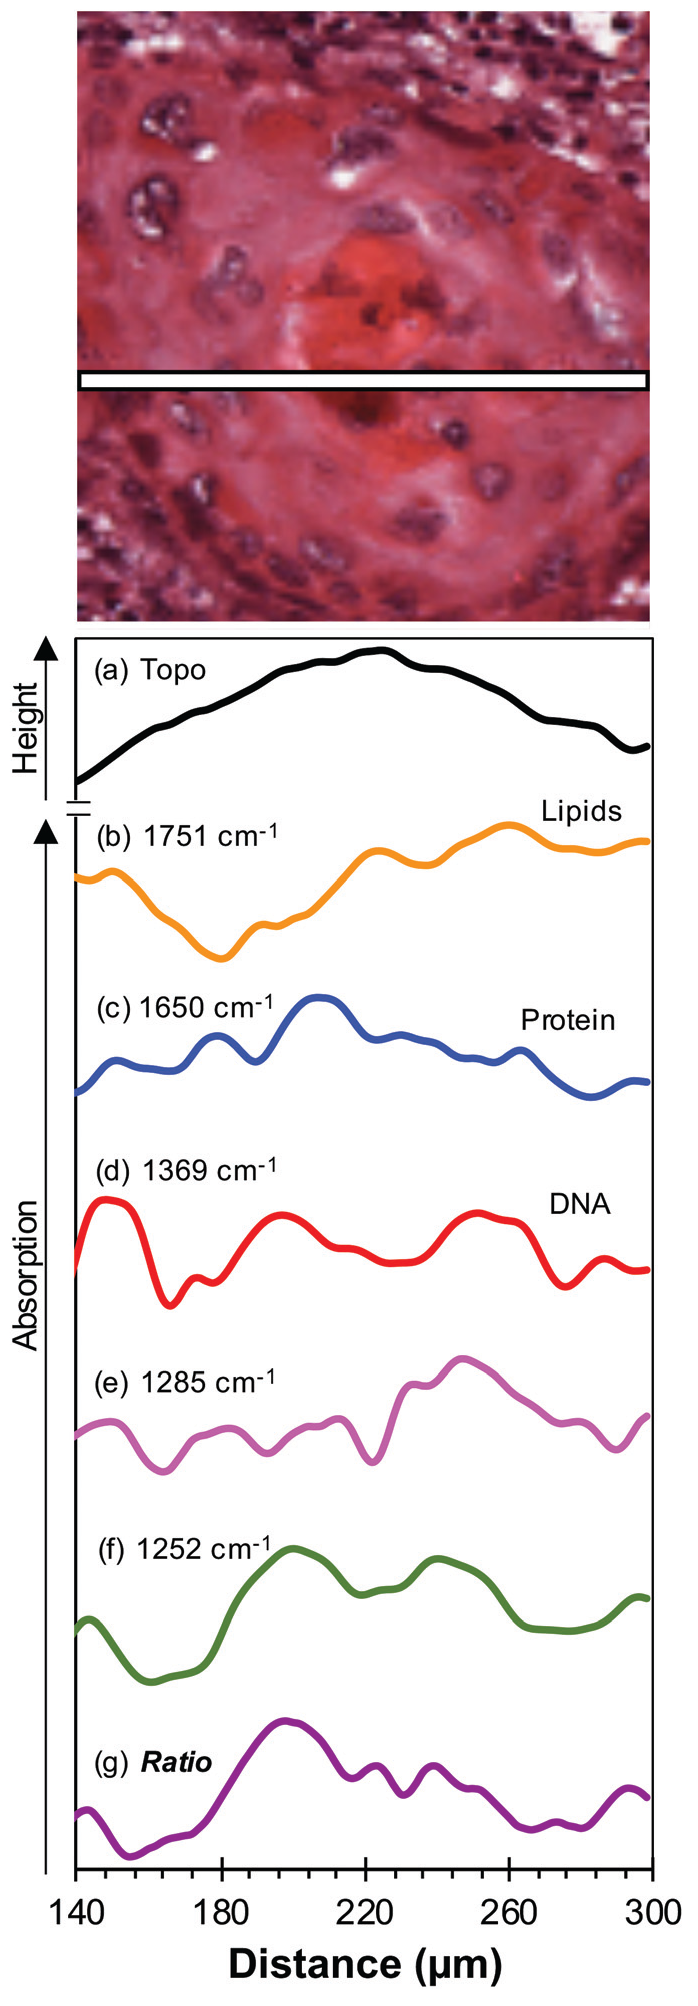 Height
(a) Topo
Lipids
(b) 1751 cm-1
(c) 1650 cm-1
Protein
(d) 1369 cm-1
DNA
Absorption
(e) 1285 cm-1
(f) 1252 cm-1
(g) Ratio
140 180 220 260 300
Distance (µm)